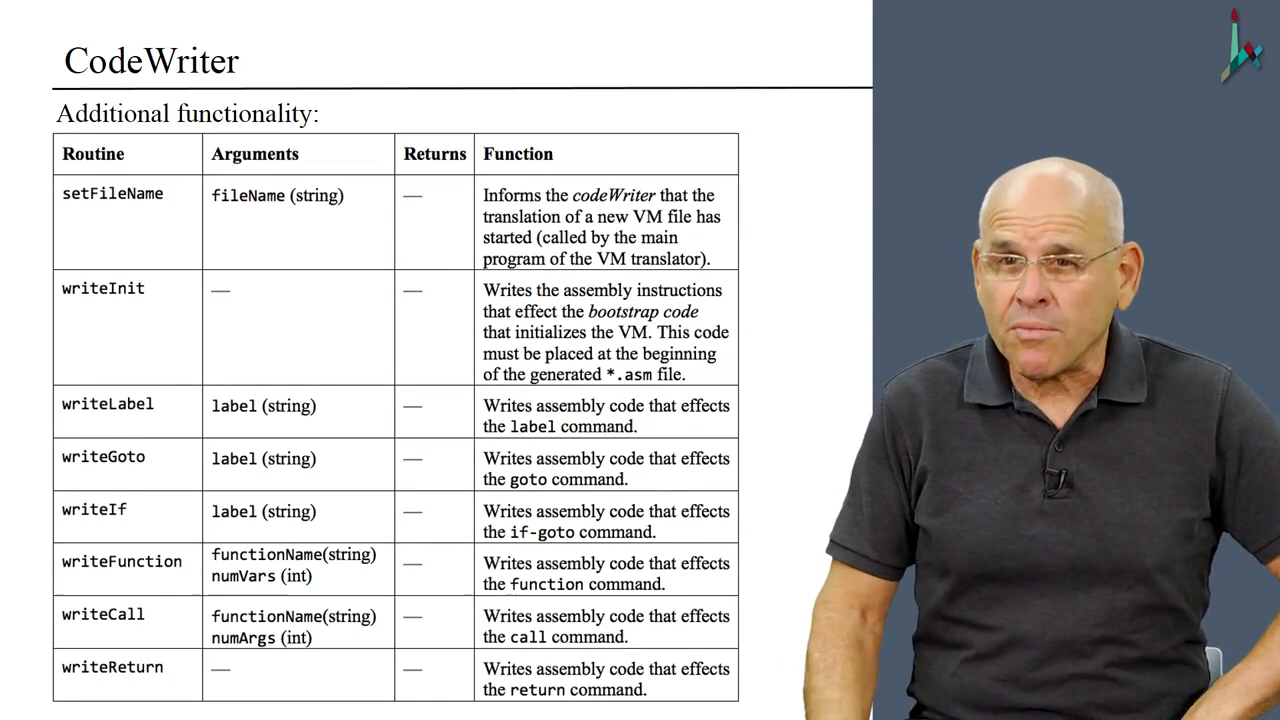 CodeWriter
Additional functionality:
Routine Arguments Returns Function
setFileName fileName (string) — Informs the codeWriter that the
translation of a new VM file has
started (called by the main
program of the VM translator).
writeInit — — Writes the assembly instructions
that effect the bootstrap code
that initializes the VM. This code
must be placed at the beginning
of the generated *.asm file.
writeLabel label (string) — Writes assembly code that effects
the label command.
writeGoto label (string) — Writes assembly code that effects
the goto command.
writeIf label (string) — Writes assembly code that effects
the if-goto command.
writeFunction functionName(string) — Writes assembly code that effects
numVars (int) the function command.
writeCall functionName(string) — Writes assembly code that effects
numArgs (int) the call command.
writeReturn — — Writes assembly code that effects
the return command.